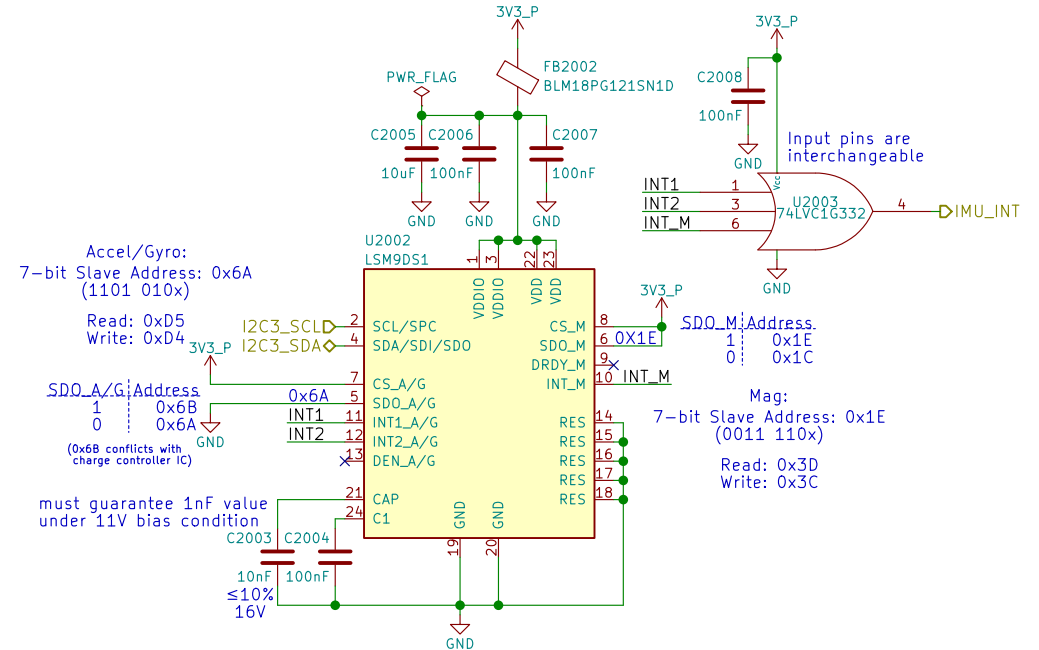 3V3_P
3V3_P
FB2002
BLM18PG121SN1D
PWR_FLAG
C2008
100nF
GND
C2005
C2006
C2007
10uF
100nF
100nF
GND
GND
GND
Input pins are
intercheable
Vcc
INT1
1
INT2
3
INT_M
6
U2003
74LVC1G332
4
IMU_INT
GND
U2002
LSM9DS1
1
3
22
23
VDDIO
VDDIO
VDD
VDD
Accel/Gyro:
7-bit Slave Address: 0x6A
(1101 010x)
Read: 0xD5
Write: 0xD4
I2C3_SCL
2
SCL/SPC
I2C3_SDA
4
SDA/SDI/SDO
3V3_P
7
CS_A/G
0x6A
5
SDO_A/G
GND
INT1
11
INT1_A/G
INT2
12
INT2_A/G
13
DEN_A/G
SDO_A/G Address
1 0x6B
0 0x6A
(0x6B conflicts with
charge controller IC)
3V3_P
CS_M
8
SDO_M
6
0X1E
DRDY_M
9
INT_M
10
INT_M
RES
14
RES
15
RES
16
RES
17
RES
18
SDO_M Address
1 0x1E
0 0x1C
Mag:
7-bit Slave Address: 0x1E
(0011 110x)
Read: 0x3D
Write: 0x3C
must guarantee 1nF value
under 11V bias condition
21
CAP
24
C1
GND
GND
19
20
C2003
C2004
10nF
100nF
≤10%
16V
GND